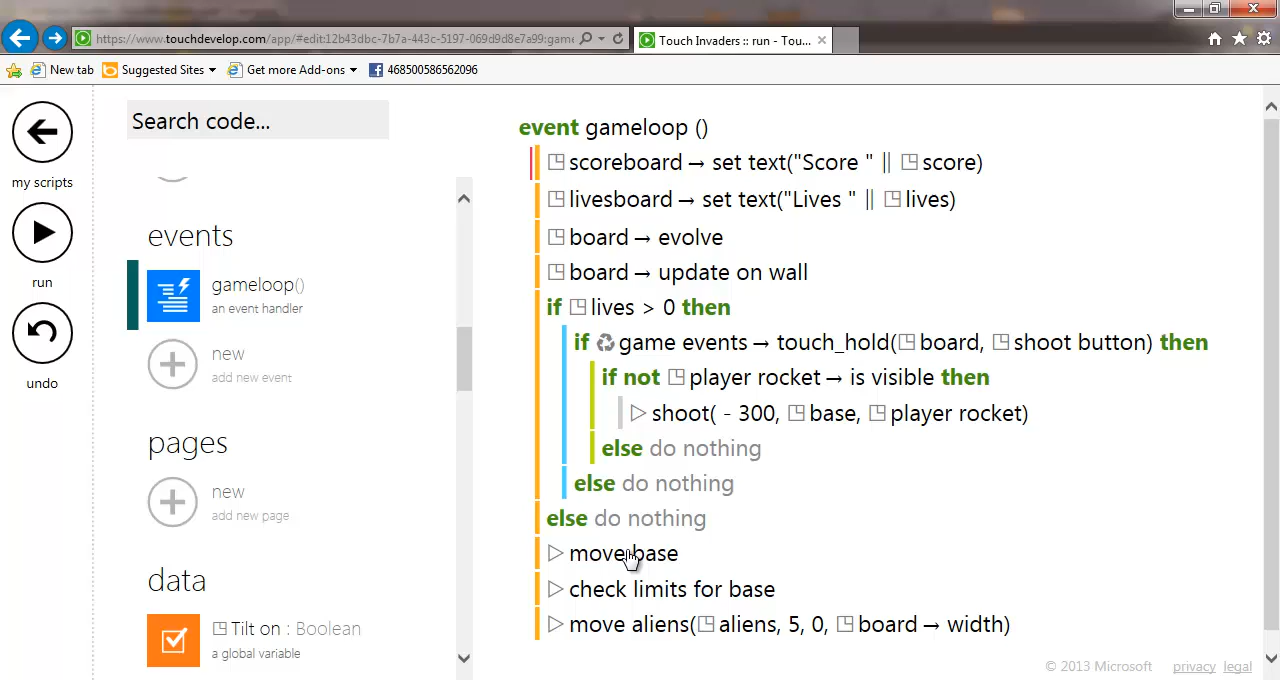 https://www.touchdevelop.com/app/#edit:12b43dbc-7b7a-443c-5197-069d9d8e7a99:game
Touch Invaders :: run - Tou...
New tab
Suggested Sites
Get more Add-ons
468500586562096
my scripts
run
undo
Search code...
events
gameloop()
an event handler
new
add new event
pages
new
add new page
data
Tilt on : Boolean
a global variable
event gameloop ()
scoreboard → set text("Score " || score)
livesboard → set text("Lives " || lives)
board → evolve
board → update on wall
if lives > 0 then
if game events → touch_hold(board, shoot button) then
if not player rocket → is visible then
shoot( - 300, base, player rocket)
else do nothing
else do nothing
else do nothing
move base
check limits for base
move aliens(aliens, 5, 0, board → width)
© 2013 Microsoft privacy legal